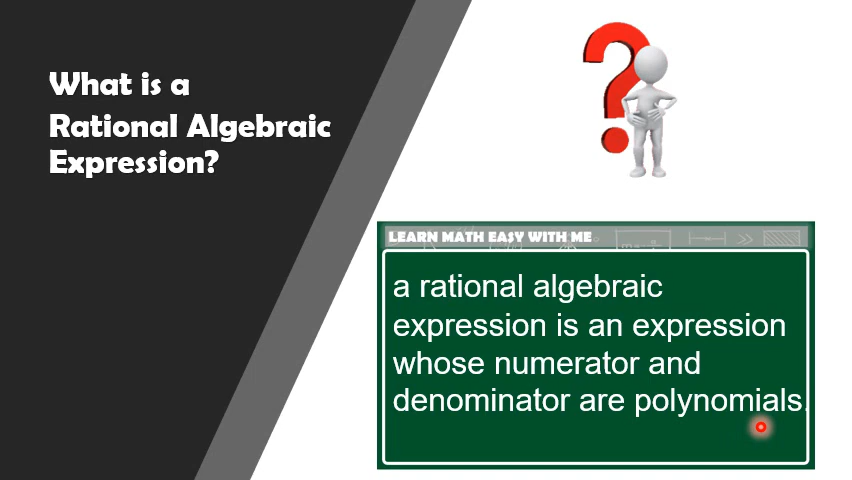 What is a
Rational Algebraic
Expression?
LEARN MATH EASY WITH ME
a rational algebraic
expression is an expression
whose numerator and
denominator are polynomials.